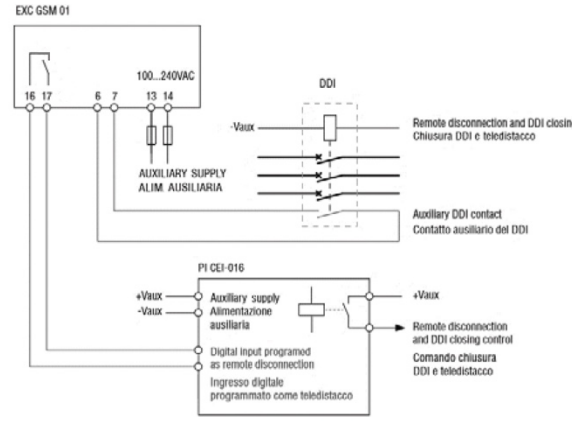 EXC GSM 01
100...240VAC
16 17 6 7 13 14
AUXILIARY SUPPLY
ALIM. AUSILIARIA
DDI
-Vaux
Remote disconnection and DDI closin
Chiusura DDI e teledistacco
Auxiliary DDI contact
Contatto ausiliario del DDI
PI CEI-016
+Vaux
-Vaux
Auxiliary supply
Alimentazione
ausiliaria
Digital input programed
as remote disconnection
Ingresso digitale
programmato come teledistacco
+Vaux
Remote disconnection
and DDI closing control
Comando chiusura
DDI e teledistacco